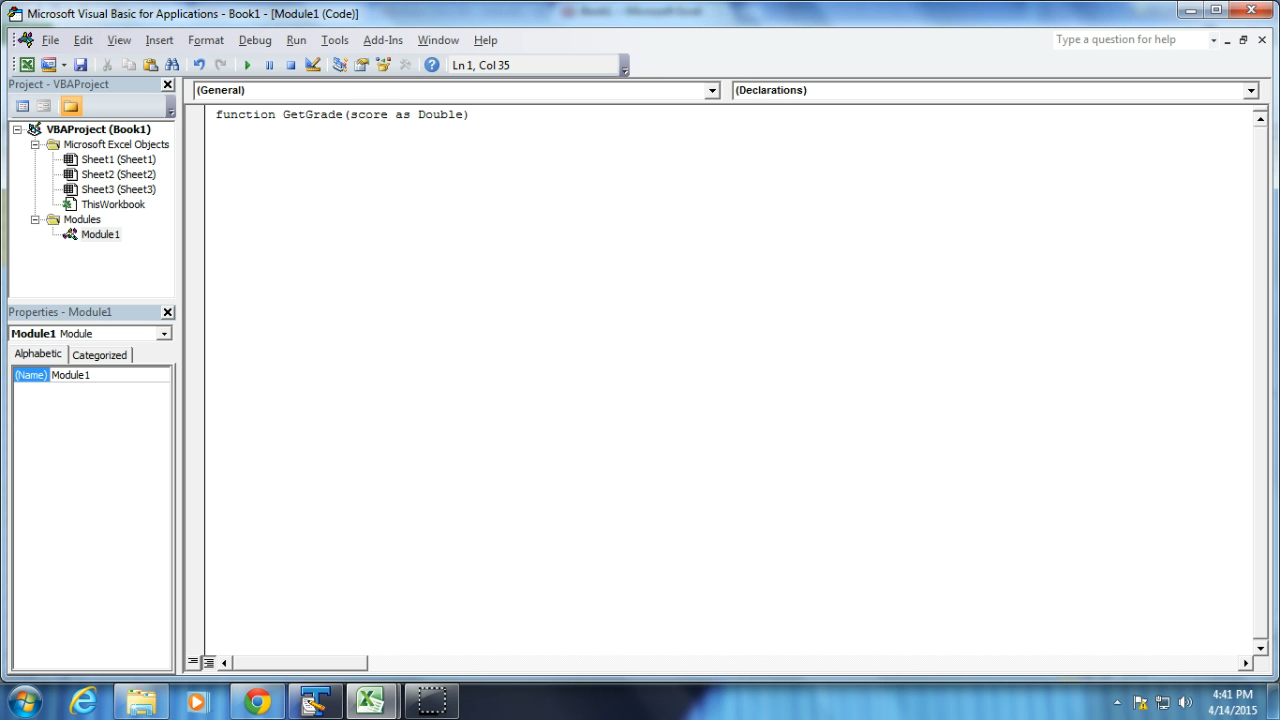 Microsoft Visual Basic for Applications - Book1 - [Module1 (Code)]
File Edit View Insert Format Debug Run Tools Add-Ins Window Help
Type a question for help
Ln 1, Col 35
Project - VBAProject
(General)
(Declarations)
function GetGrade(score as Double)
VBAProject (Book1)
Microsoft Excel Objects
Sheet1 (Sheet1)
Sheet2 (Sheet2)
Sheet3 (Sheet3)
ThisWorkbook
Modules
Module1
Properties - Module1
Module1 Module
Alphabetic Categorized
(Name) Module1
4:41 PM
4/14/2015